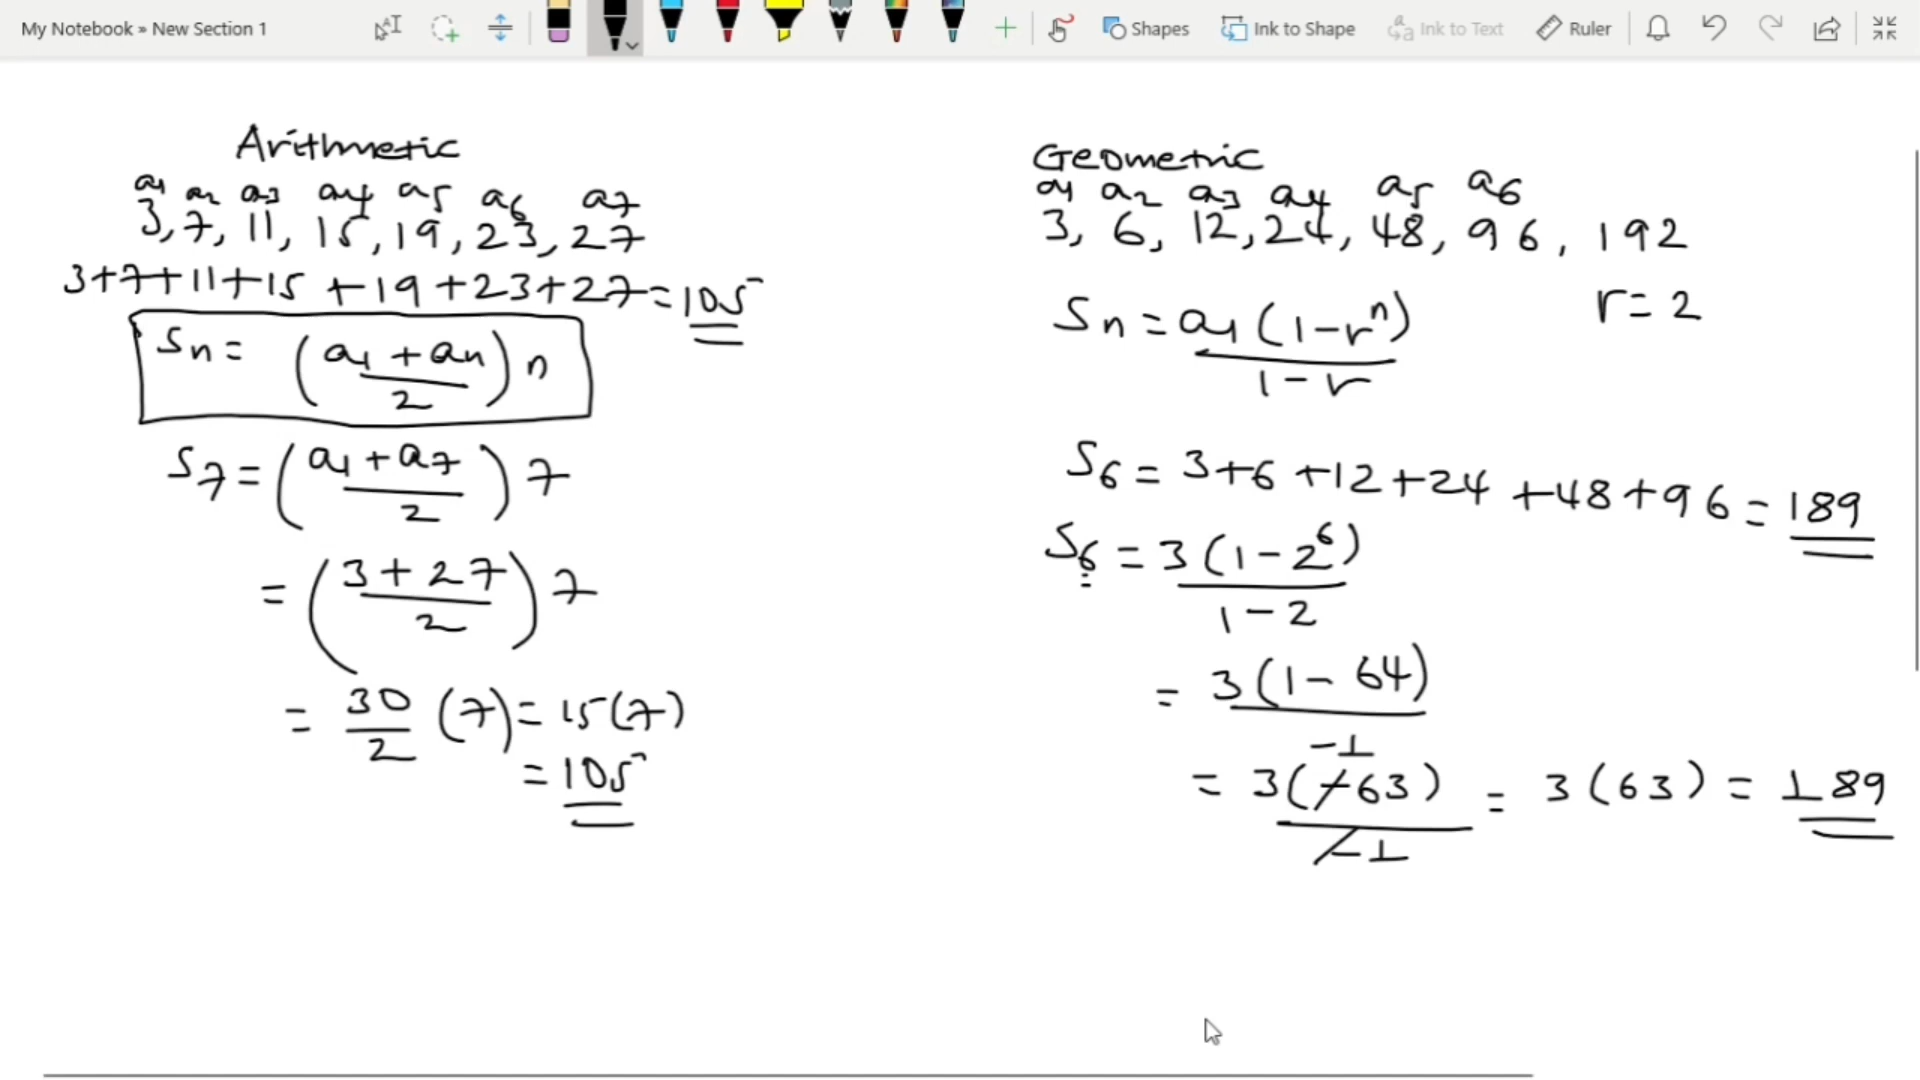 My Notebook » New Section 1
Shapes Ink to Shape Ink to Text Ruler
Arithmetic
a1 a2 a3 a4 a5 a6 a7
3, 7, 11, 15, 19, 23, 27
3+7+11+15+19+23+27=105
Sn = (a1 + an / 2) n
S7 = (a1 + a7 / 2) 7
= (3 + 27 / 2) 7
= 30/2 (7) = 15(7)
= 105
Geometric
a1 a2 a3 a4 a5 a6
3, 6, 12, 24, 48, 96, 192
r = 2
Sn = a1 (1 - r^n) / 1 - r
S6 = 3+6+12+24+48+96 = 189
S6 = 3(1 - 2^6) / 1 - 2
= 3(1 - 64) / -1
= 3(-63) / -1 = 3(63) = 189